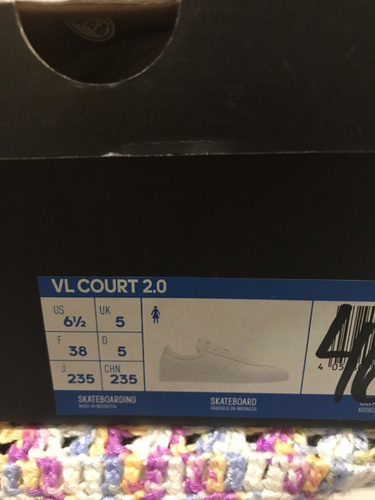 VL COURT 2.0
US UK
6½ 5
F D
38 5
J CHN
235 235
SKATEBOARDING SKATEBOARD
MADE IN INDONESIA FABRIQUÉ EN INDONÉSIE